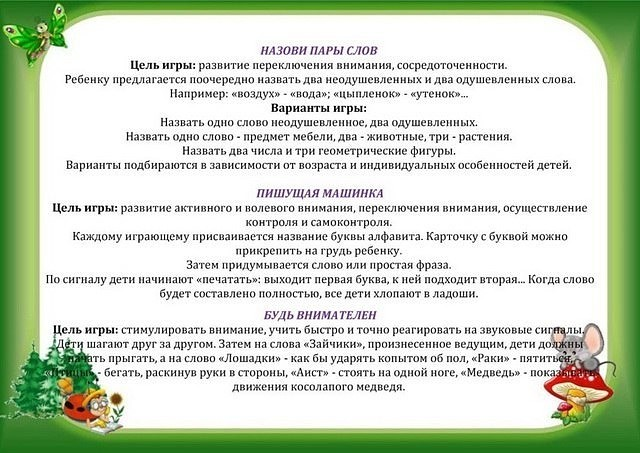 НАЗОВИ ПАРЫ СЛОВ
Цель игры: развитие переключения внимания, сосредоточенности.
Ребенку предлагается поочередно назвать два неодушевленных и два одушевленных слова.
Например: «воздух» - «вода»; «цыпленок» - «утенок»...
Варианты игры:
Назвать одно слово неодушевленное, два одушевленных.
Назвать одно слово - предмет мебели, два - животные, три - растения.
Назвать два числа и три геометрические фигуры.
Варианты подбираются в зависимости от возраста и индивидуальных особенностей детей.
ПИШУЩАЯ МАШИНКА
Цель игры: развитие активного и волевого внимания, переключения внимания, осуществление
контроля и самоконтроля.
Каждому играющему присваивается название буквы алфавита. Карточку с буквой можно
прикрепить на грудь ребенку.
Затем придумывается слово или простая фраза.
По сигналу дети начинают «печатать»: выходит первая буква, к ней подходит вторая... Когда слово
будет составлено полностью, все дети хлопают в ладоши.
БУДЬ ВНИМАТЕЛЕН
Цель игры: стимулировать внимание, учить быстро и точно реагировать на звуковые сигналы.
Дети шагают друг за другом. Затем на слова «Зайчики», произнесенное ведущим, дети должны
начать прыгать, а на слово «Лошадки» - как бы ударять копытом об пол, «Раки» - пятиться,
«Птицы» - бегать, раскинув руки в стороны, «Аист» - стоять на одной ноге, «Медведь» - показывать
движения косолапого медведя.